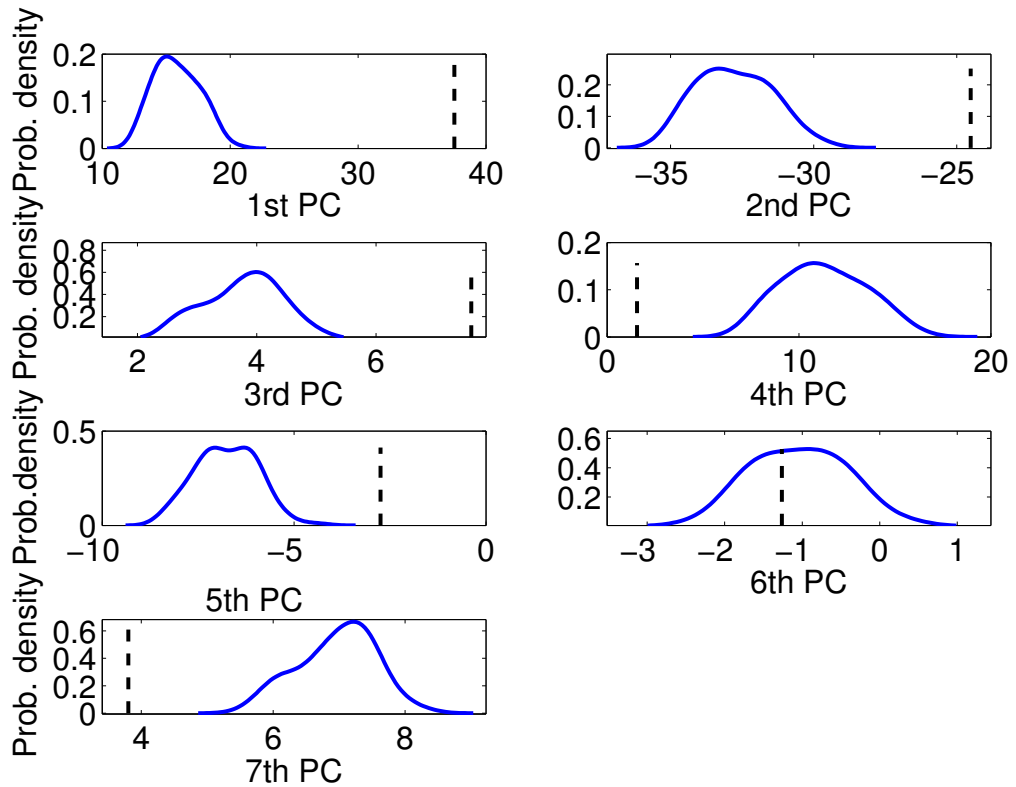 Prob. density
0.2
0.1
0
10 20 30 40
1st PC
0.2
0.1
0
−35 −30 −25
2nd PC
Prob. density
0.8
0.6
0.4
0.2
2 4 6
3rd PC
0.2
0.1
0
0 10 20
4th PC
Prob.density
0.5
0
−10 −5 0
5th PC
0.6
0.4
0.2
−3 −2 −1 0 1
6th PC
Prob. density
0.6
0.4
0.2
0
4 6 8
7th PC